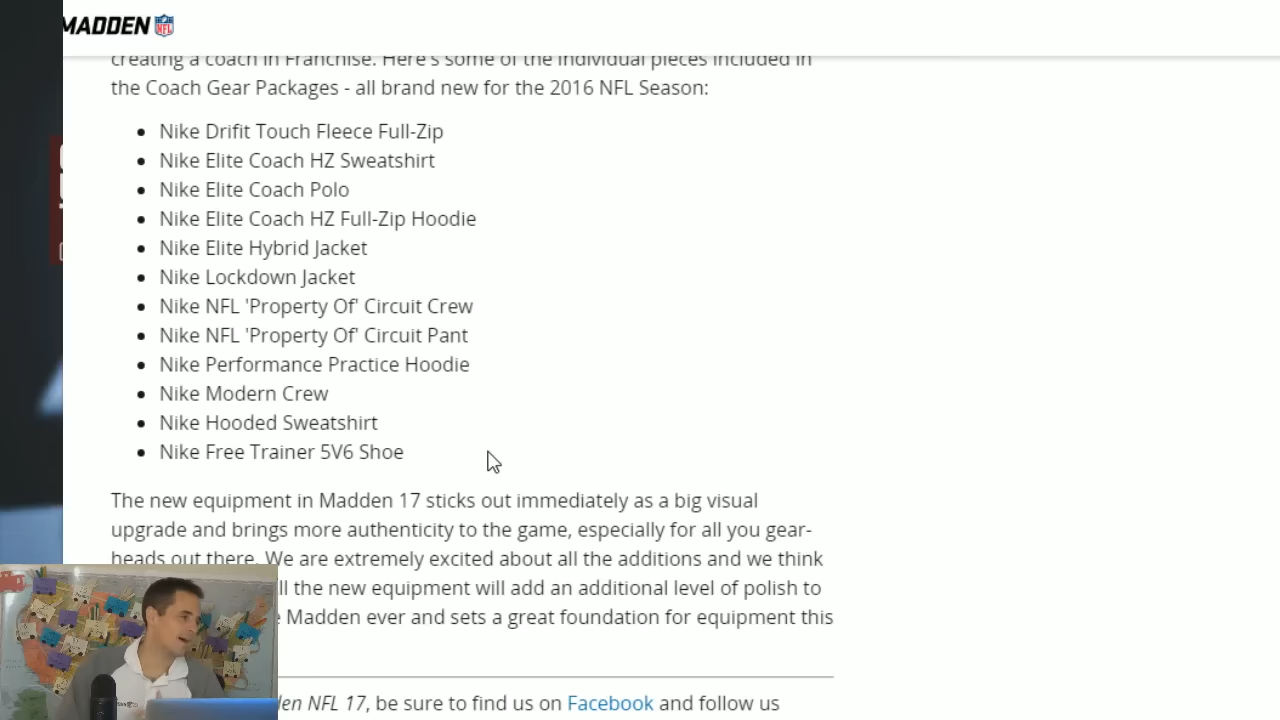 MADDEN NFL
creating a coach in Franchise. Here's some of the individual pieces included in
the Coach Gear Packages - all brand new for the 2016 NFL Season:
Nike Drifit Touch Fleece Full-Zip
Nike Elite Coach HZ Sweatshirt
Nike Elite Coach Polo
Nike Elite Coach HZ Full-Zip Hoodie
Nike Elite Hybrid Jacket
Nike Lockdown Jacket
Nike NFL 'Property Of' Circuit Crew
Nike NFL 'Property Of' Circuit Pant
Nike Performance Practice Hoodie
Nike Modern Crew
Nike Hooded Sweatshirt
Nike Free Trainer 5V6 Shoe
The new equipment in Madden 17 sticks out immediately as a big visual
upgrade and brings more authenticity to the game, especially for all you gear-
heads out there. We are extremely excited about all the additions and we think
the new equipment will add an additional level of polish to
Madden ever and sets a great foundation for equipment this
NFL 17, be sure to find us on Facebook and follow us